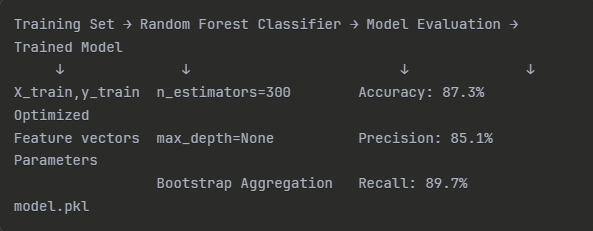 Training Set → Random Forest Classifier → Model Evaluation →
Trained Model
↓ ↓ ↓ ↓
X_train,y_train n_estimators=300 Accuracy: 87.3%
Optimized
Feature vectors max_depth=None Precision: 85.1%
Parameters
Bootstrap Aggregation Recall: 89.7%
model.pkl